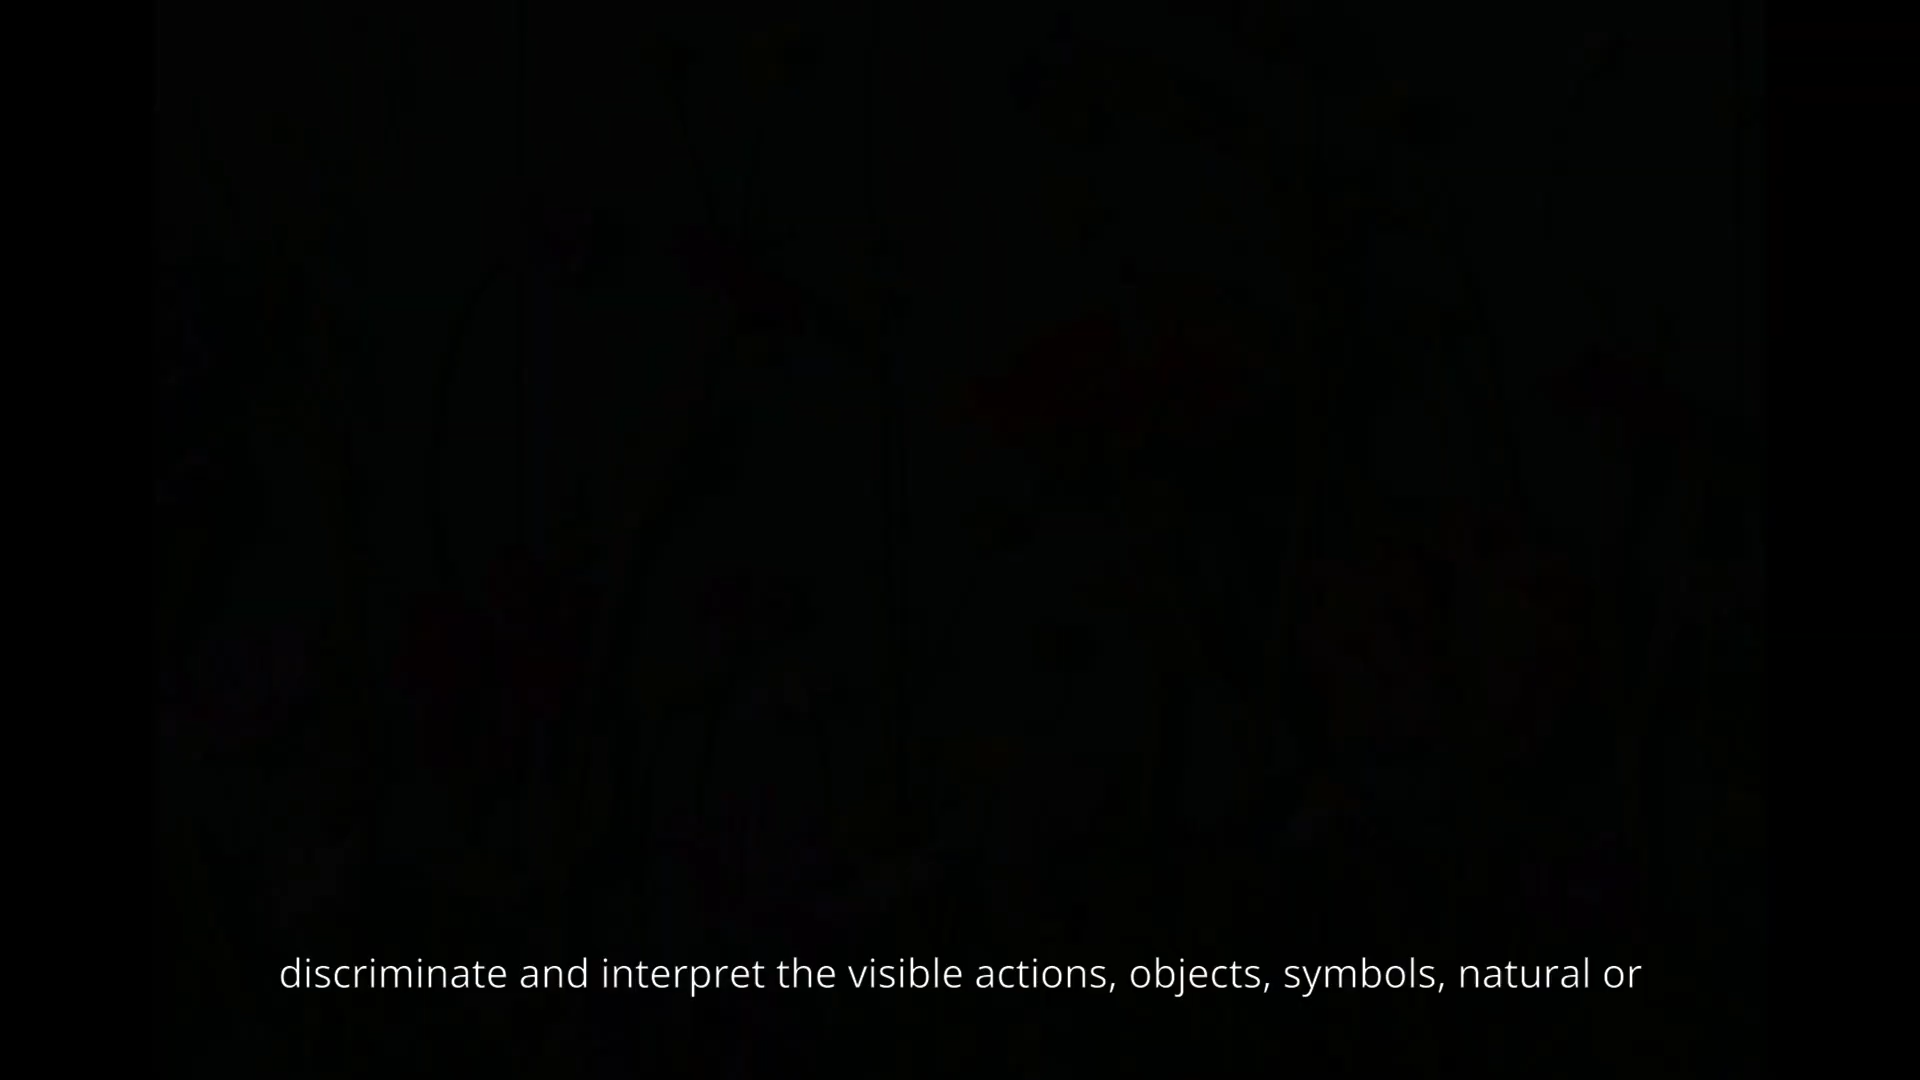 discriminate and interpret the visible actions, objects, symbols, natural or